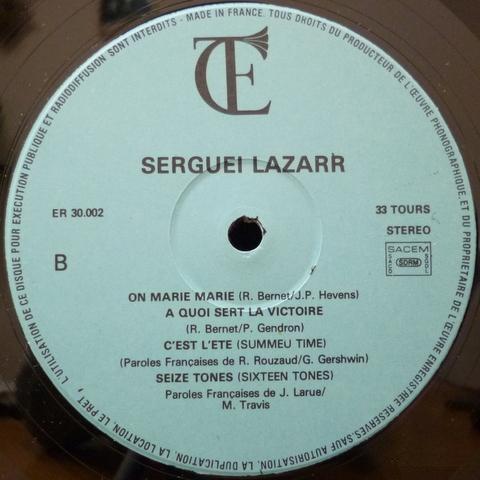 MADE IN FRANCE. TOUS DROITS DU PRODUCTEUR DE L'ŒUVRE PHONOGRAPHIQUE ET DU PROPRIETAIRE DE L'ŒUVRE ENREGISTREE RESERVES. SAUF AUTORISATION, LA DUPLICATION, LA LOCATION, LE PRET, L'UTILISATION DE CE DISQUE POUR EXECUTION PUBLIQUE ET RADIODIFFUSION SONT INTERDITS -
TE
SERGUEI LAZARR
ER 30.002
33 TOURS
STEREO
B
SACEM
SDRM
ON MARIE MARIE (R. Bernet/J.P. Hevens)
A QUOI SERT LA VICTOIRE
(R. Bernet/P. Gendron)
C'EST L'ETE (SUMMEU TIME)
(Paroles Françaises de R. Rouzaud/G. Gershwin)
SEIZE TONES (SIXTEEN TONES)
Paroles Françaises de J. Larue/
M. Travis